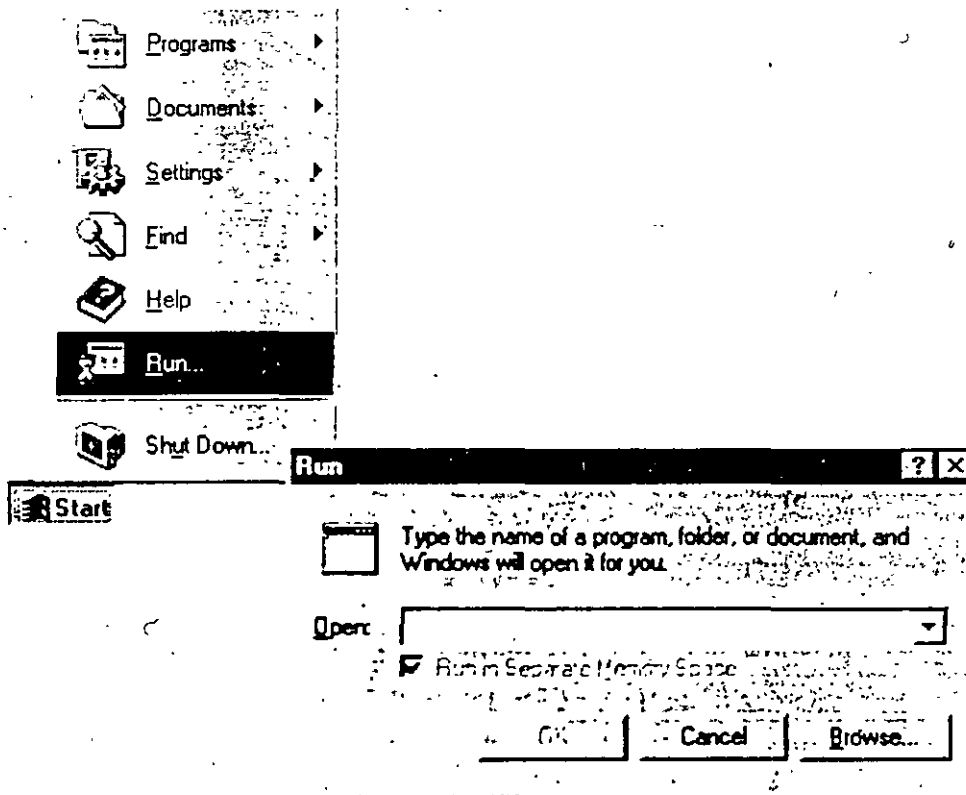 Programs
Documents
Settings
Find
Help
Run...
Shut Down...
Start
Run
Type the name of a program, folder, or document, and
Windows will open it for you.
Open:
Run in Separate Memory Space
OK
Cancel
Browse...